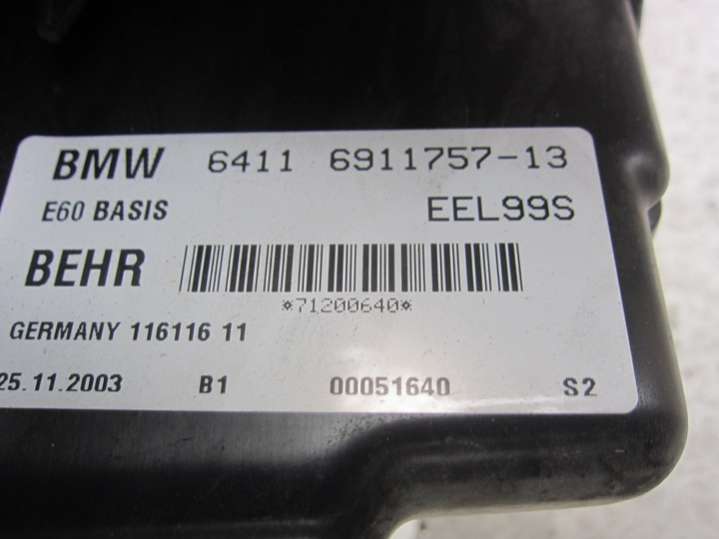 BMW 6411 6911757-13
E60 BASIS EEL99S
BEHR
*71200640*
GERMANY 116116 11
25.11.2003 B1 00051640 S2